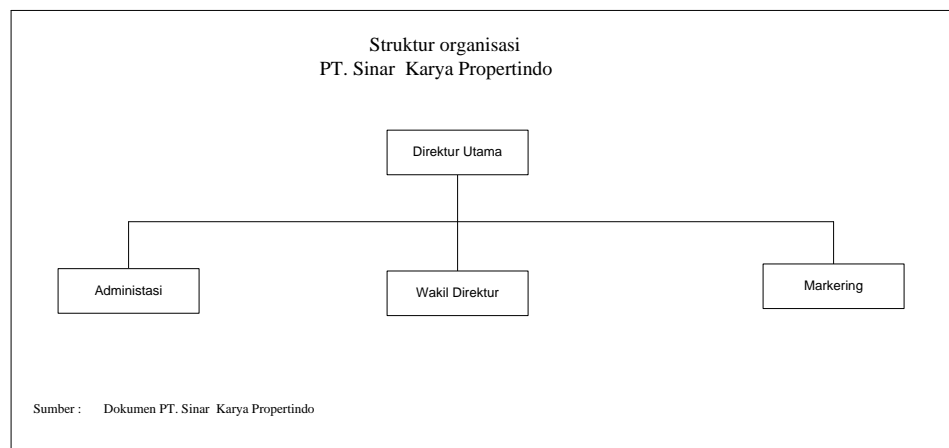 Struktur organisasi
PT. Sinar  Karya Propertindo
Direktur Utama
Administasi
Wakil Direktur
Markering
Sumber :     Dokumen PT. Sinar  Karya Propertindo